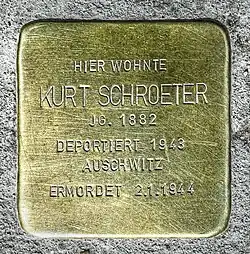 HIER WOHNTE
KURT SCHROETER
JG. 1882
DEPORTIERT 1943
AUSCHWITZ
ERMORDET 2.1.1944